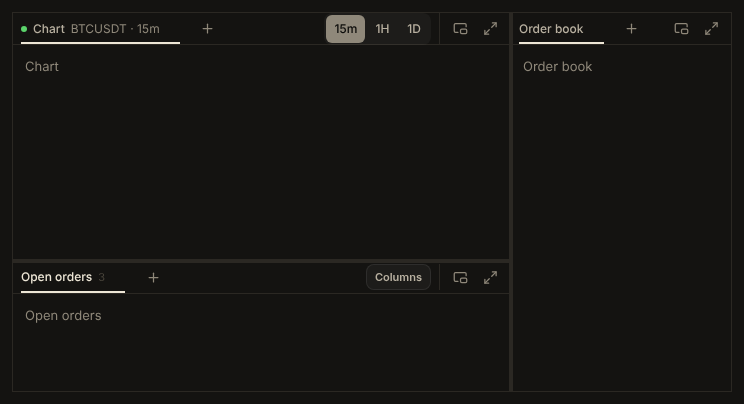 Chart BTCUSDT · 15m
15m 1H 1D
Chart
Order book
Order book
Open orders 3
Columns
Open orders